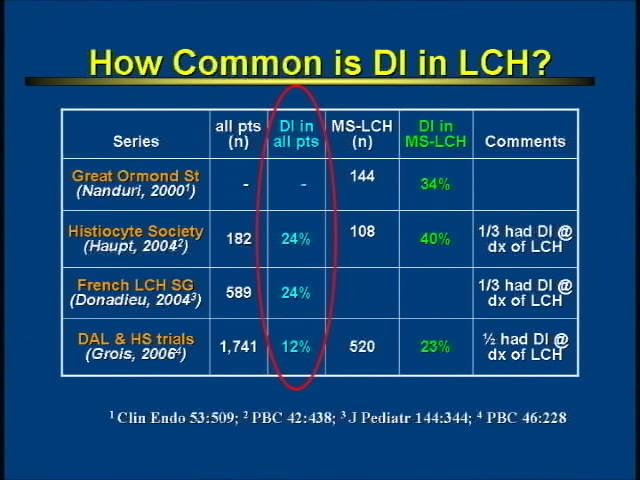 How Common is DI in LCH?
Series | all pts (n) | DI in all pts | MS-LCH (n) | DI in MS-LCH | Comments
Great Ormond St (Nanduri, 2000¹) | - | - | 144 | 34% |
Histiocyte Society (Haupt, 2004²) | 182 | 24% | 108 | 40% | 1/3 had DI @ dx of LCH
French LCH SG (Donadieu, 2004³) | 589 | 24% | | | 1/3 had DI @ dx of LCH
DAL & HS trials (Grois, 2006⁴) | 1,741 | 12% | 520 | 23% | ½ had DI @ dx of LCH
¹ Clin Endo 53:509; ² PBC 42:438; ³ J Pediatr 144:344; ⁴ PBC 46:228